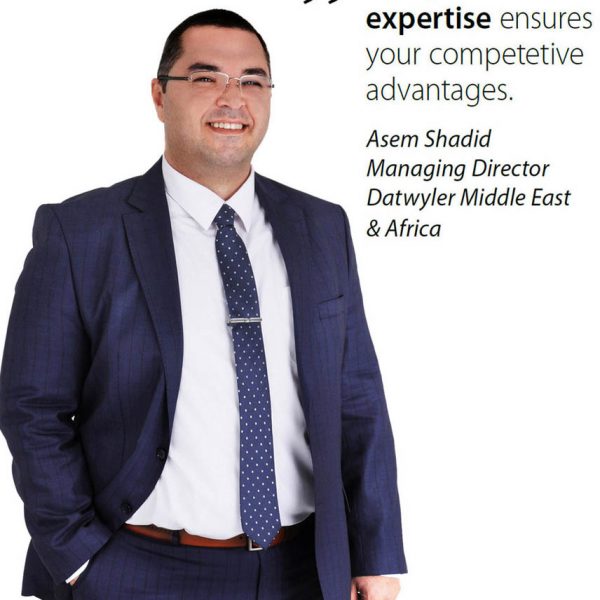 expertise ensures
your competetive
advantages.
Asem Shadid
Managing Director
Datwyler Middle East
& Africa